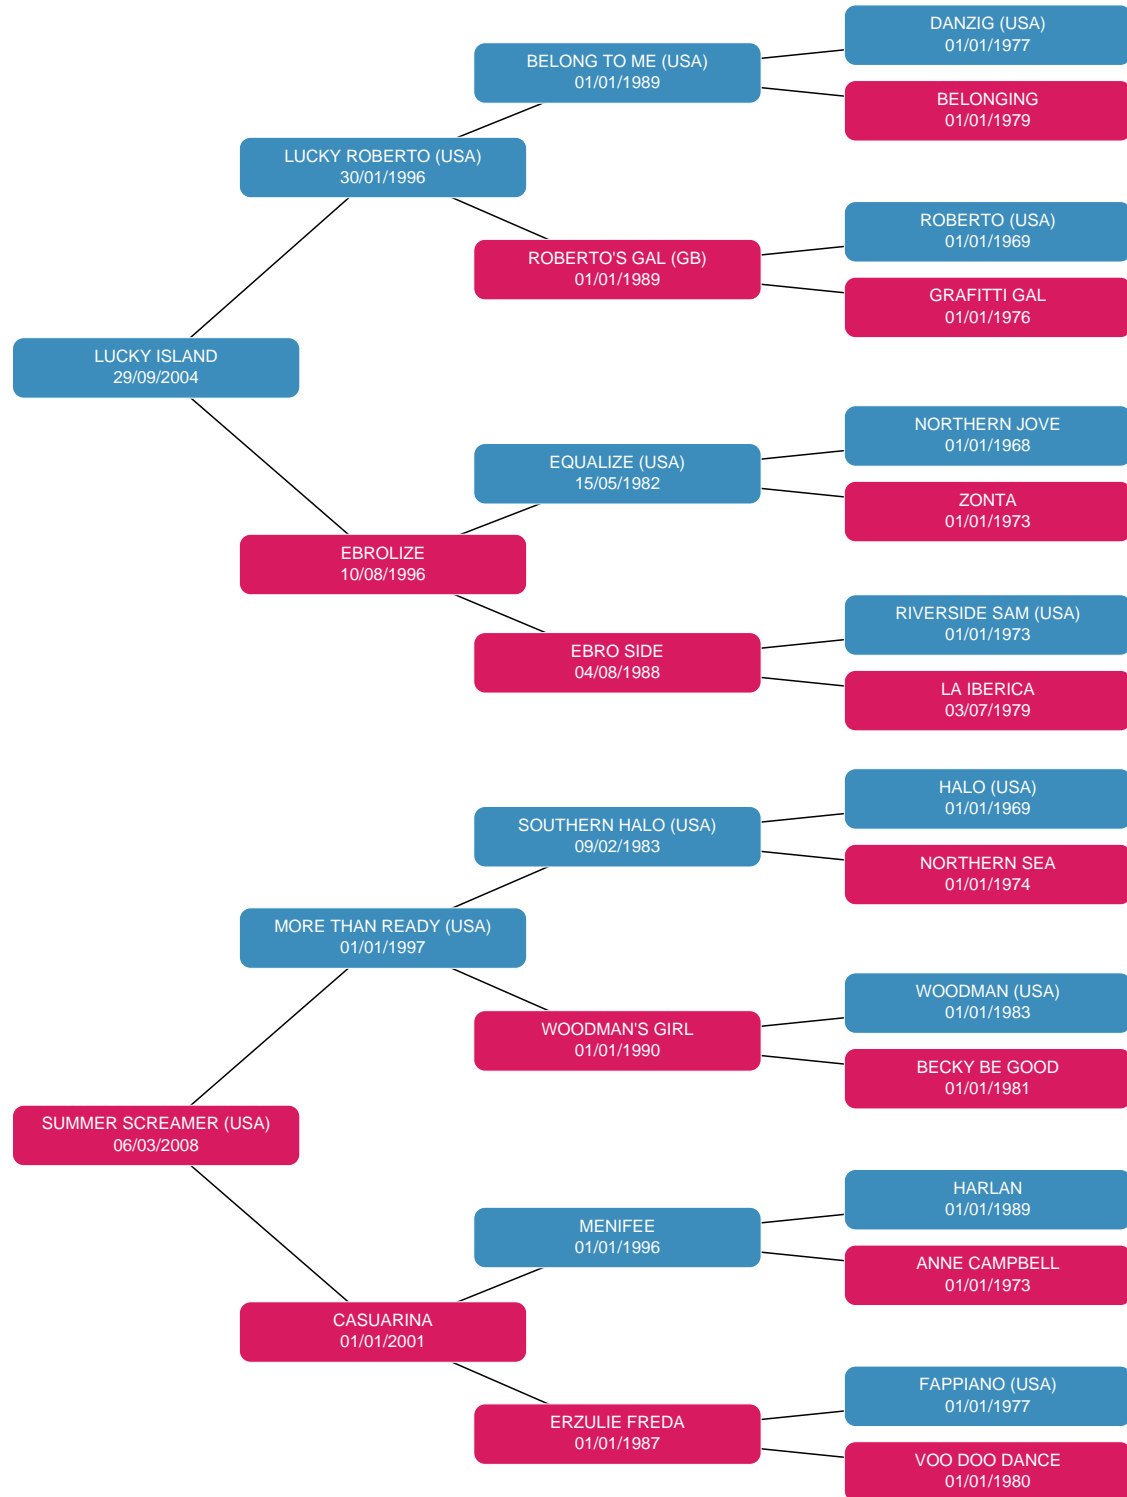 DANZIG (USA)
01/01/1977
BELONG TO ME (USA)
01/01/1989
BELONGING
01/01/1979
LUCKY ROBERTO (USA)
30/01/1996
ROBERTO (USA)
01/01/1969
ROBERTO'S GAL (GB)
01/01/1989
GRAFITTI GAL
01/01/1976
LUCKY ISLAND
29/09/2004
NORTHERN JOVE
01/01/1968
EQUALIZE (USA)
15/05/1982
ZONTA
01/01/1973
EBROLIZE
10/08/1996
RIVERSIDE SAM (USA)
01/01/1973
EBRO SIDE
04/08/1988
LA IBERICA
03/07/1979
HALO (USA)
01/01/1969
SOUTHERN HALO (USA)
09/02/1983
NORTHERN SEA
01/01/1974
MORE THAN READY (USA)
01/01/1997
WOODMAN (USA)
01/01/1983
WOODMAN'S GIRL
01/01/1990
BECKY BE GOOD
01/01/1981
SUMMER SCREAMER (USA)
06/03/2008
HARLAN
01/01/1989
MENIFEE
01/01/1996
ANNE CAMPBELL
01/01/1973
CASUARINA
01/01/2001
FAPPIANO (USA)
01/01/1977
ERZULIE FREDA
01/01/1987
VOO DOO DANCE
01/01/1980